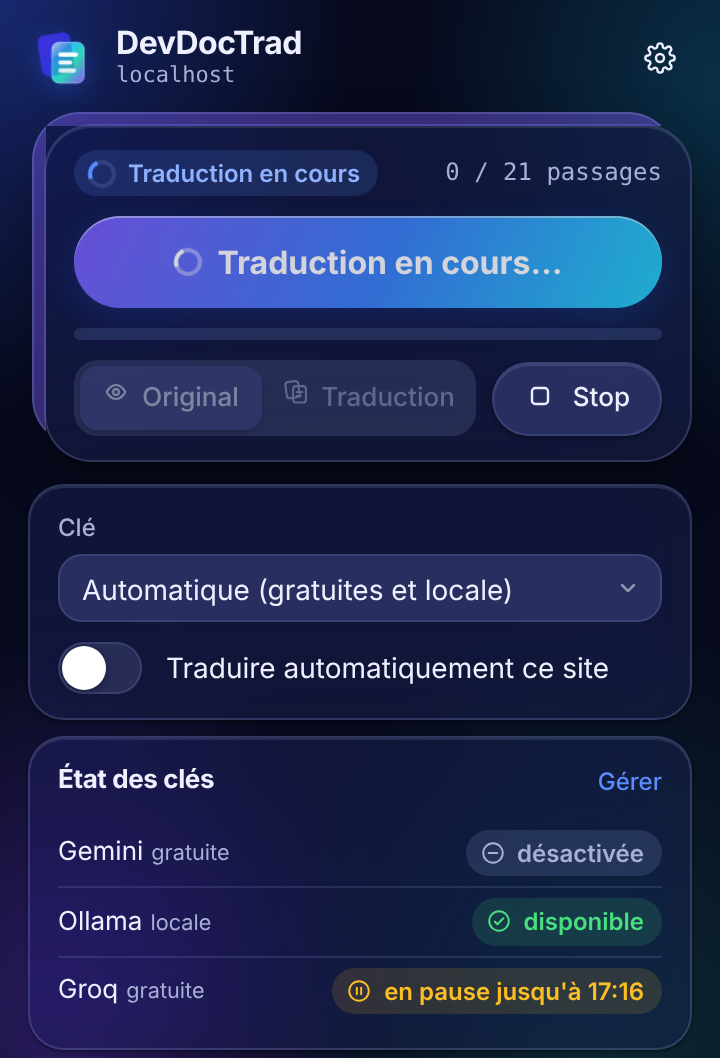 DevDocTrad
localhost
Traduction en cours
0 / 21 passages
Traduction en cours...
Original
Traduction
Stop
Clé
Automatique (gratuites et locale)
Traduire automatiquement ce site
État des clés
Gérer
Gemini gratuite
désactivée
Ollama locale
disponible
Groq gratuite
en pause jusqu'à 17:16